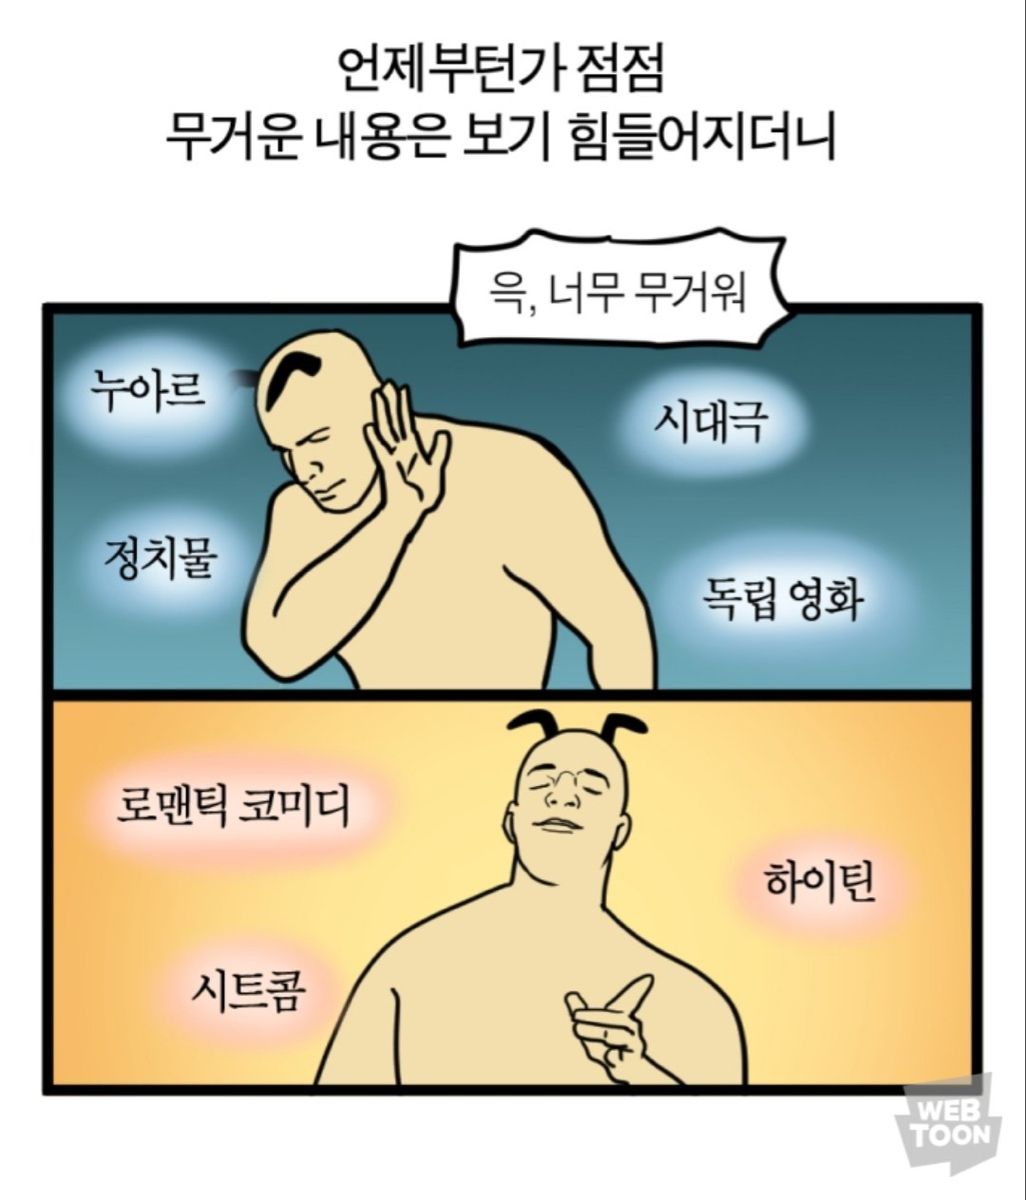 언제부턴가 점점
무거운 내용은 보기 힘들어지더니
윽, 너무 무거워
누아르
시대극
정치물
독립 영화
로맨틱 코미디
하이틴
시트콤
WEB
TOON